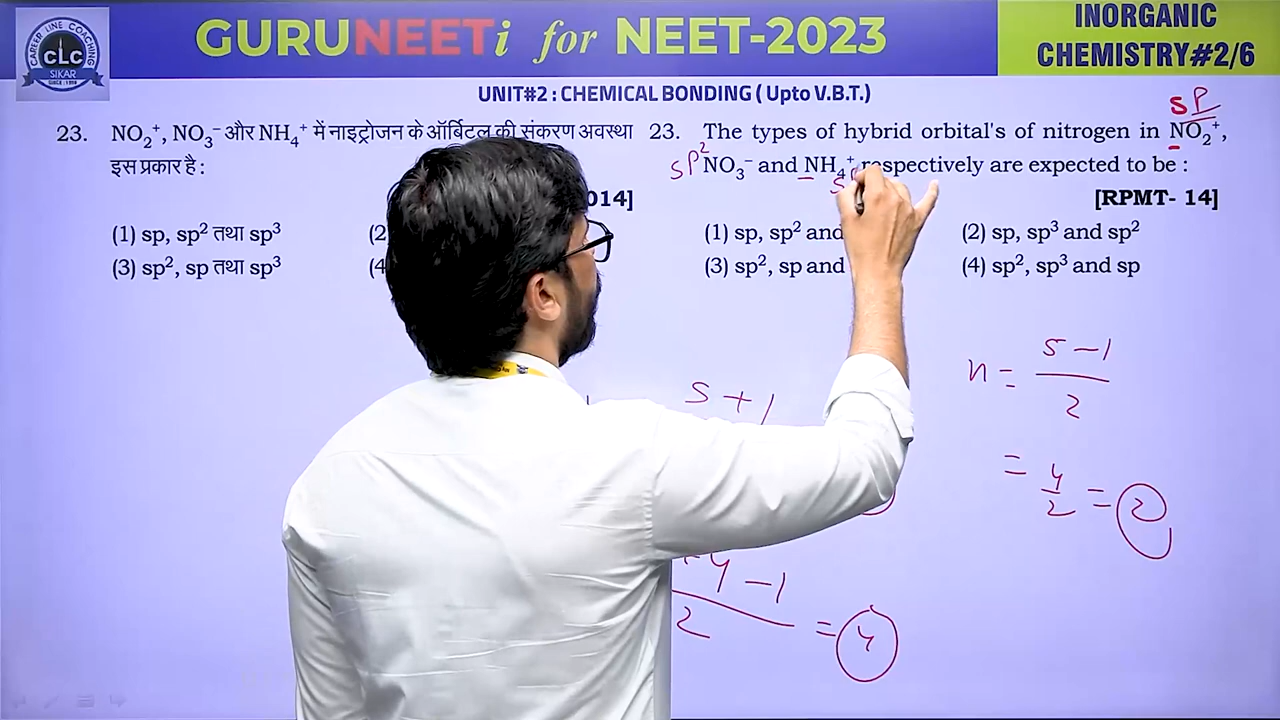 CAREER LINE COACHING
CLC
SIKAR
SINCE : 1996
GURUNEETi for NEET-2023
INORGANIC
CHEMISTRY#2/6
UNIT#2 : CHEMICAL BONDING ( Upto V.B.T.)
23. NO₂⁺, NO₃⁻ और NH₄⁺ में नाइट्रोजन के ऑर्बिटल की संकरण अवस्था
इस प्रकार है :
014]
(1) sp, sp² तथा sp³ (2
(3) sp², sp तथा sp³ (4
SP
23. The types of hybrid orbital's of nitrogen in NO₂⁺,
SP² NO₃⁻ and NH₄⁺ respectively are expected to be :
[RPMT- 14]
(1) sp, sp² and
(2) sp, sp³ and sp²
(3) sp², sp and
(4) sp², sp³ and sp
5 + 1
4 - 1
2 = 4
n = 5 - 1
2
= 4/2 = 2